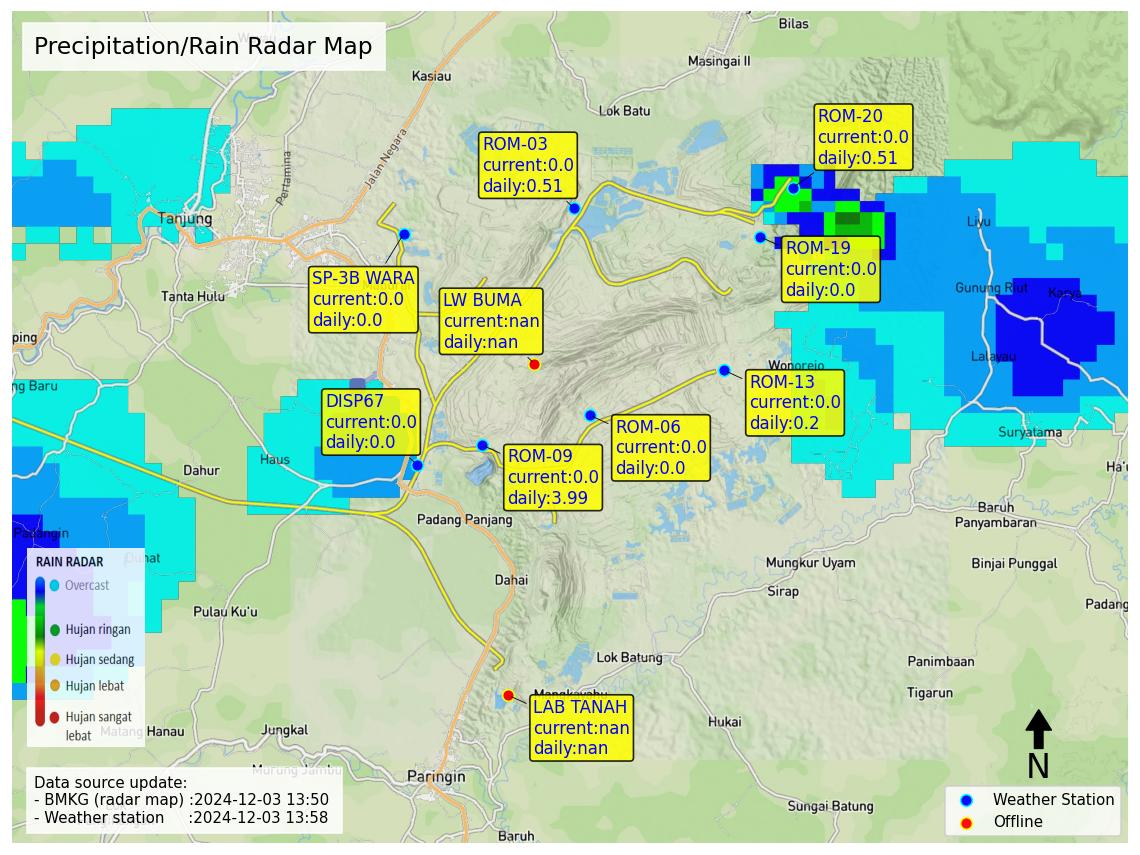 Precipitation/Rain Radar Map
Bilas
Masingai II
Kasiau
Lok Batu
Jalan Negara
Pertamina
ROM-20
current:0.0
daily:0.51
ROM-03
current:0.0
daily:0.51
Tanjung
Liyu
ROM-19
current:0.0
daily:0.0
SP-3B WARA
current:0.0
daily:0.0
LW BUMA
current:nan
daily:nan
Tanta Hulu
Gunung Riut
Karya
ping
Lalayau
Wonorejo
ng Baru
ROM-13
current:0.0
daily:0.2
DISP67
current:0.0
daily:0.0
ROM-06
current:0.0
daily:0.0
Suryatama
Haus
Dahur
ROM-09
current:0.0
daily:3.99
Ha'u
Padang Panjang
Baruh
Panyambaran
Padangin
Mungkur Uyam
Binjai Punggal
Dahai
Sirap
Padang
Pulau Ku'u
RAIN RADAR
Overcast
Hujan ringan
Hujan sedang
Hujan lebat
Hujan sangat
lebat
Lok Batung
Panimbaan
Tigarun
Mangkayahu
LAB TANAH
current:nan
daily:nan
Hukai
Matang Hanau
Jungkal
Murung Jambu
Paringin
Sungai Batung
Baruh
Data source update:
- BMKG (radar map) :2024-12-03 13:50
- Weather station :2024-12-03 13:58
N
Weather Station
Offline